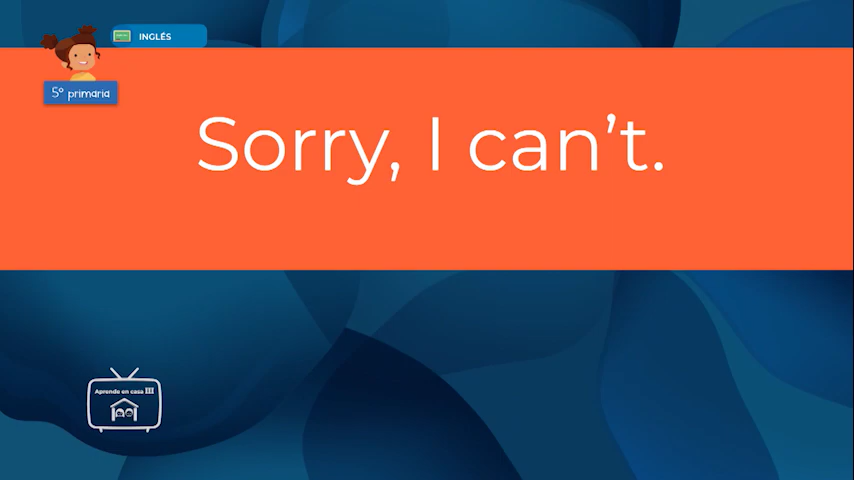 INGLÉS
5° primaria
Sorry, I can’t.
Aprende en casa III